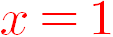 x = 1